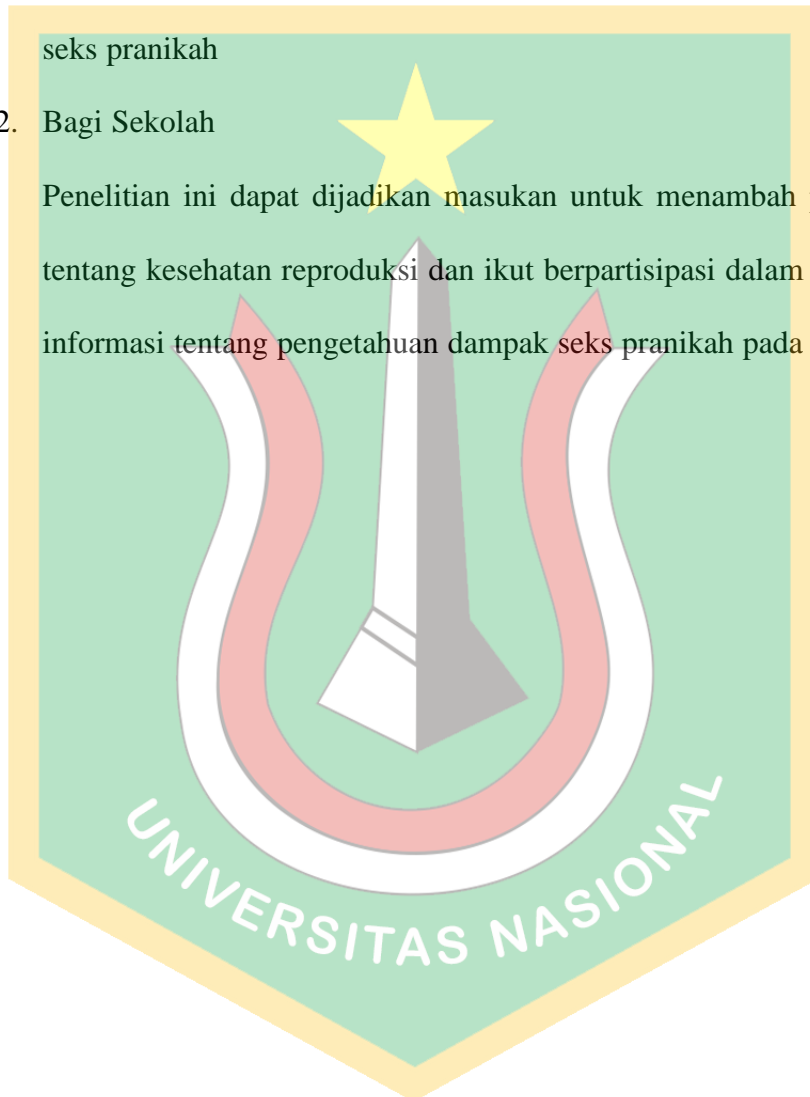 seks pranikah
2. Bagi Sekolah
Penelitian ini dapat dijadikan masukan untuk menambah
tentang kesehatan reproduksi dan ikut berpartisipasi dalam
informasi tentang pengetahuan dampak seks pranikah pada
UNIVERSITAS NASIONAL